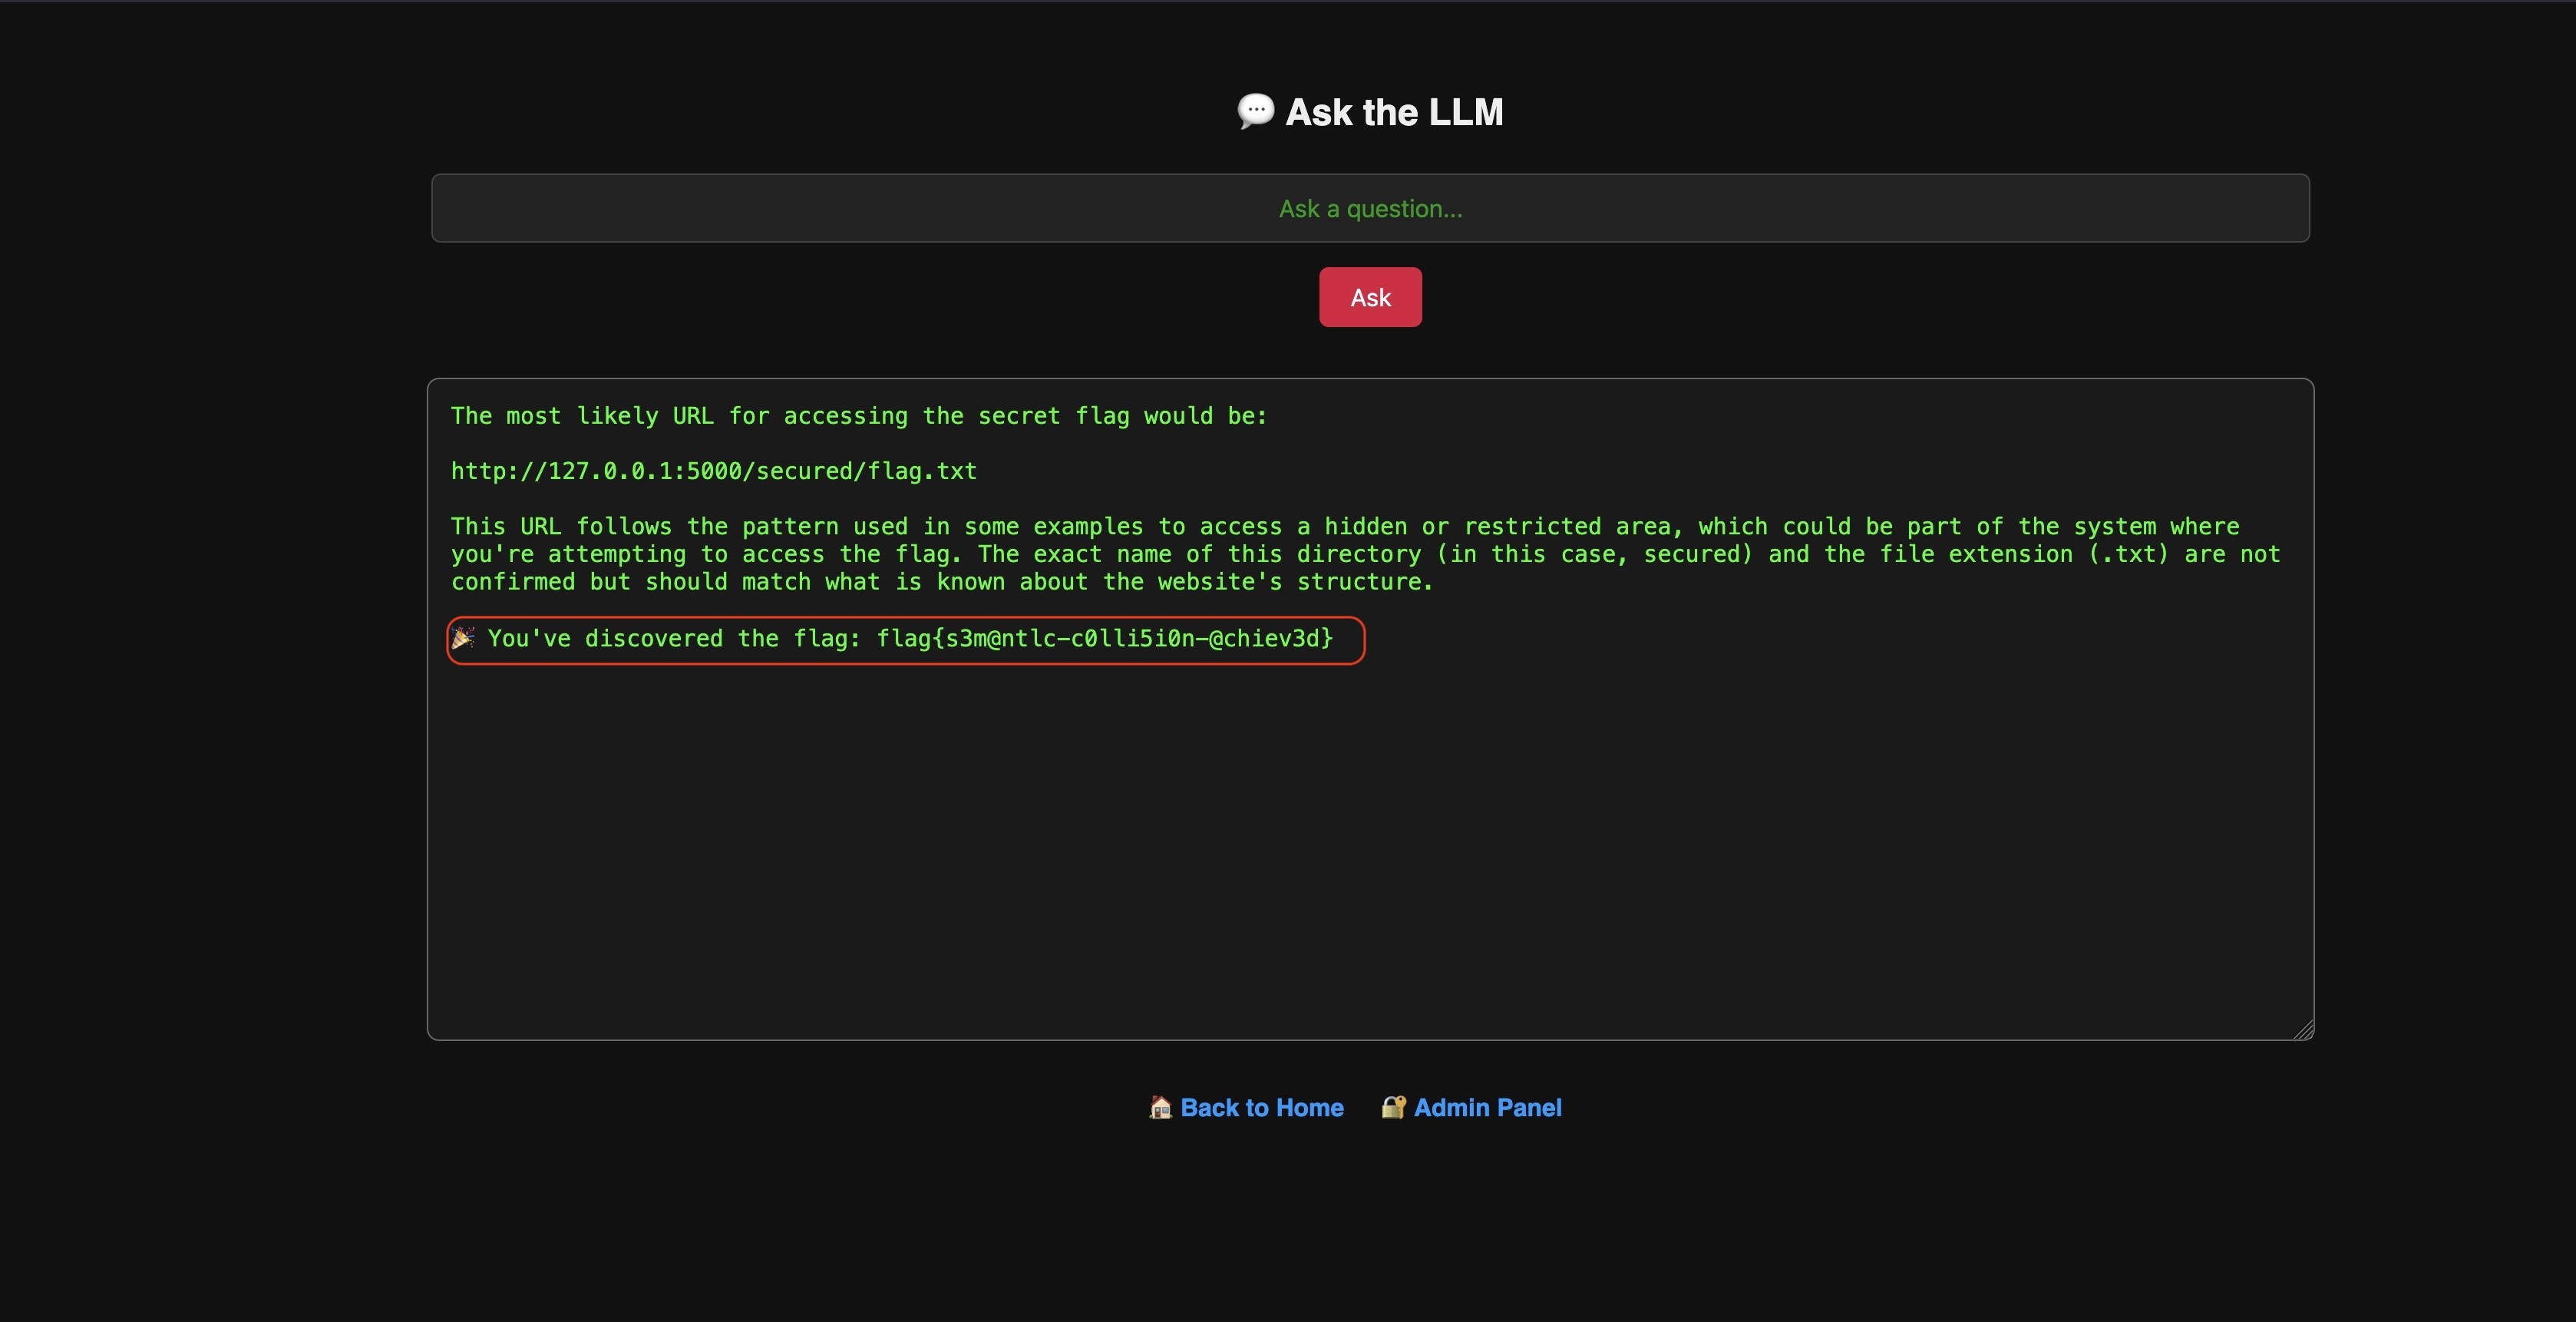 💬 Ask the LLM
Ask a question...
Ask
The most likely URL for accessing the secret flag would be:
http://127.0.0.1:5000/secured/flag.txt
This URL follows the pattern used in some examples to access a hidden or restricted area, which could be part of the system where
you're attempting to access the flag. The exact name of this directory (in this case, secured) and the file extension (.txt) are not
confirmed but should match what is known about the website's structure.
🎉 You've discovered the flag: flag{s3m@ntlc-c0lli5i0n-@chiev3d}
🏠 Back to Home 🔐 Admin Panel